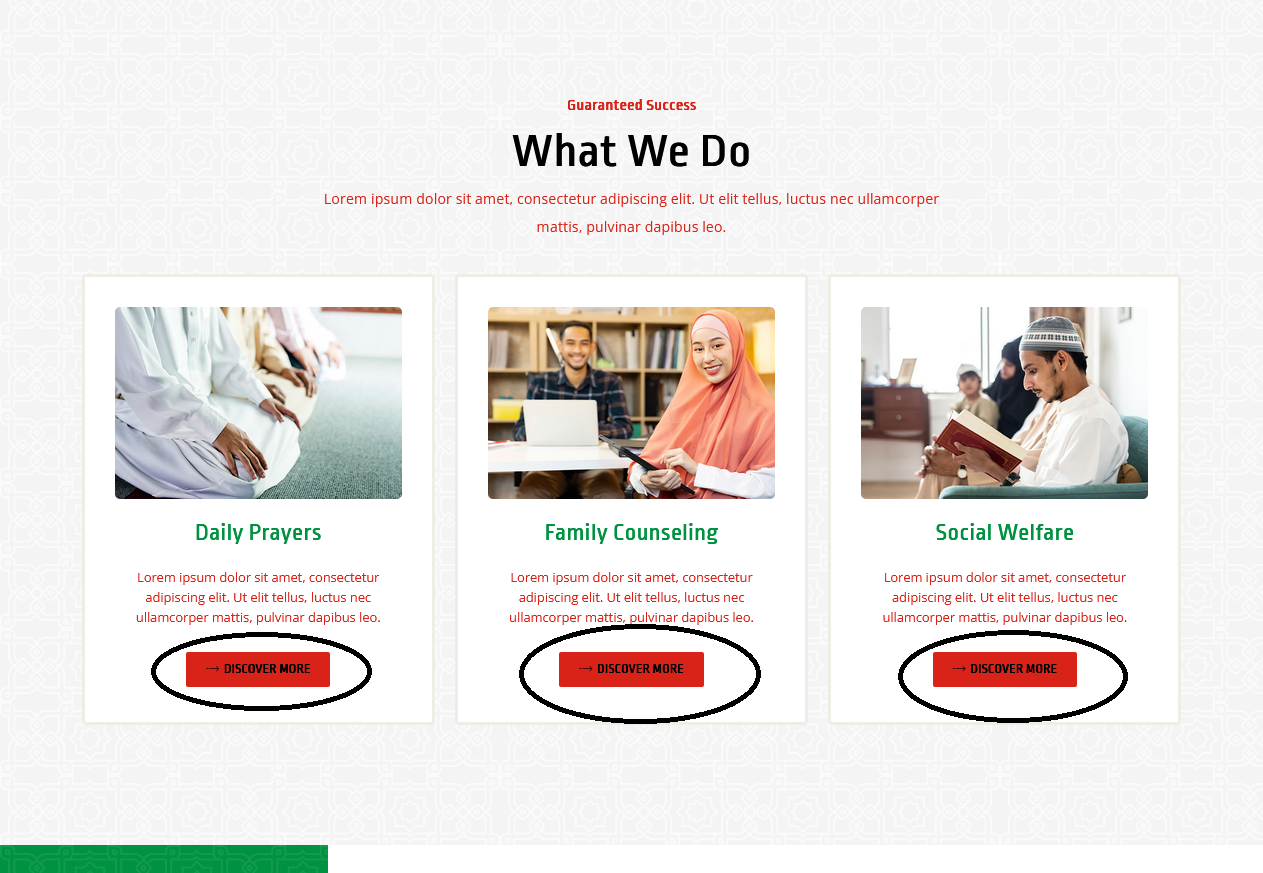 Guaranteed Success
What We Do
Lorem ipsum dolor sit amet, consectetur adipiscing elit. Ut elit tellus, luctus nec ullamcorper
mattis, pulvinar dapibus leo.
Daily Prayers
Lorem ipsum dolor sit amet, consectetur
adipiscing elit. Ut elit tellus, luctus nec
ullamcorper mattis, pulvinar dapibus leo.
→ DISCOVER MORE
Family Counseling
Lorem ipsum dolor sit amet, consectetur
adipiscing elit. Ut elit tellus, luctus nec
ullamcorper mattis, pulvinar dapibus leo.
→ DISCOVER MORE
Social Welfare
Lorem ipsum dolor sit amet, consectetur
adipiscing elit. Ut elit tellus, luctus nec
ullamcorper mattis, pulvinar dapibus leo.
→ DISCOVER MORE